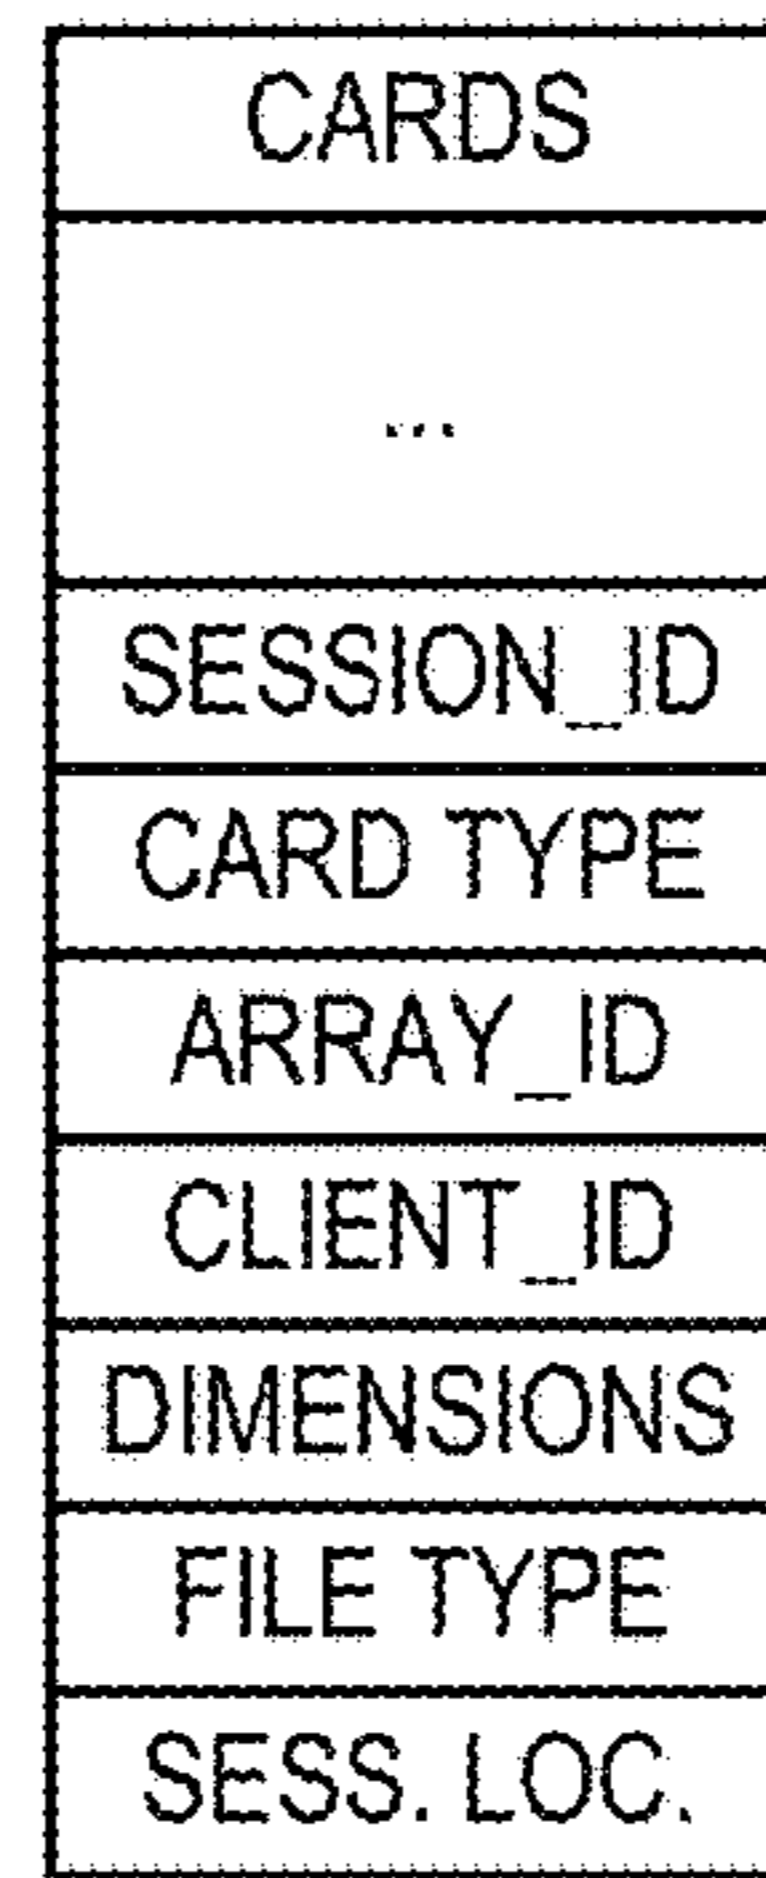 CARDS
...
SESSION_ID
CARD TYPE
ARRAY_ID
CLIENT_ID
DIMENSIONS
FILE TYPE
SESS. LOC.